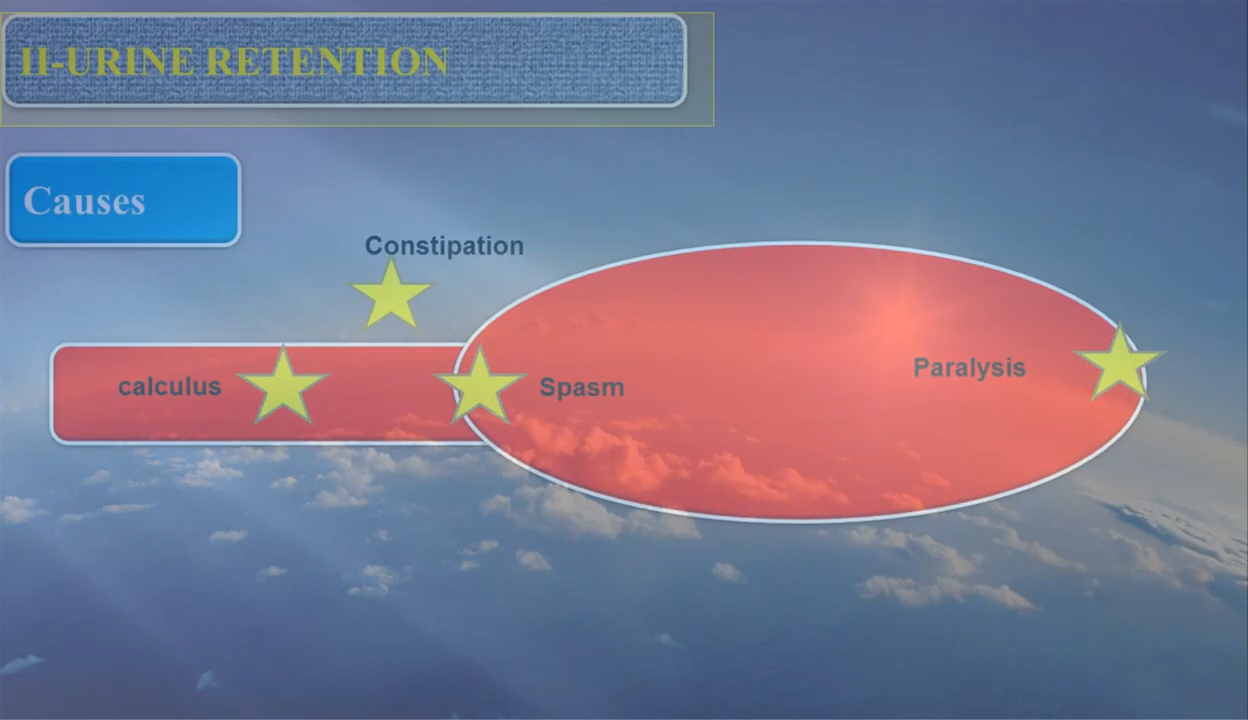 II-URINE RETENTION
Causes
Constipation
calculus
Spasm
Paralysis